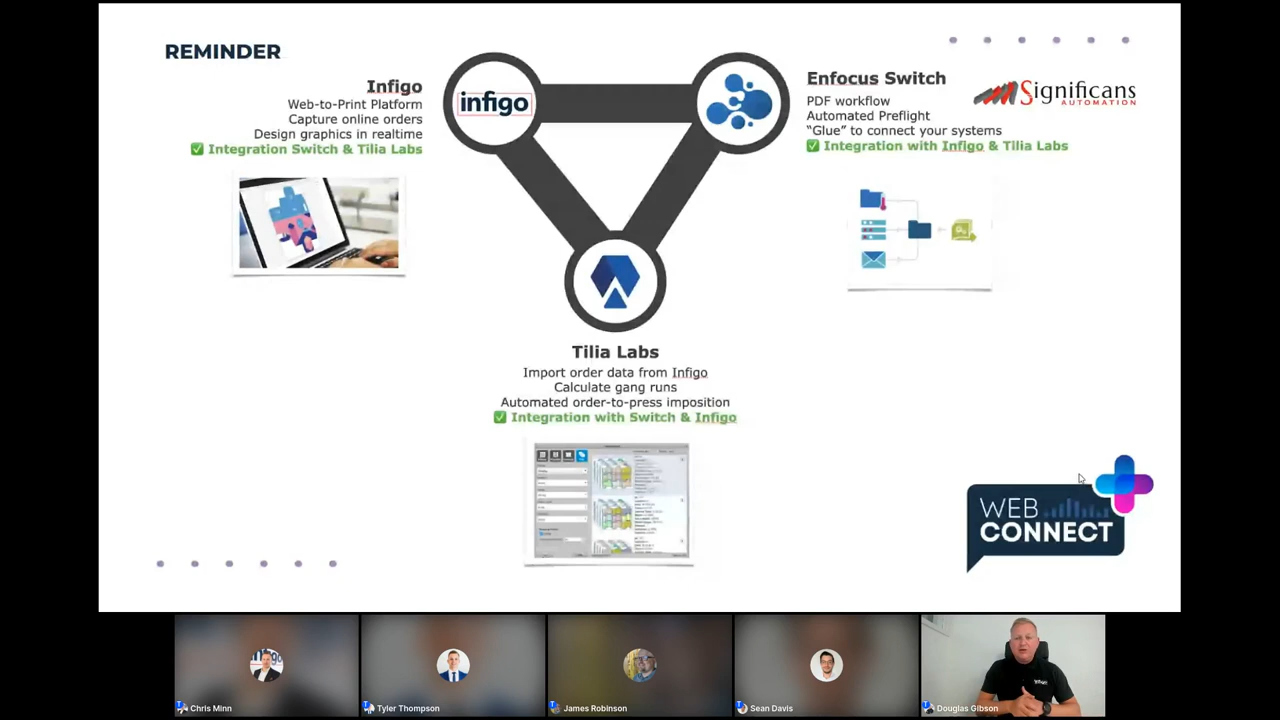 REMINDER
Infigo
Web-to-Print Platform
Capture online orders
Design graphics in realtime
✅ Integration Switch & Tilia Labs
infigo
Enfocus Switch
PDF workflow
Automated Preflight
“Glue” to connect your systems
✅ Integration with Infigo & Tilia Labs
Significans
AUTOMATION
Tilia Labs
Import order data from Infigo
Calculate gang runs
Automated order-to-press imposition
✅ Integration with Switch & Infigo
WEB
CONNECT
Chris Minn
Tyler Thompson
James Robinson
Sean Davis
infigo
Douglas Gibson